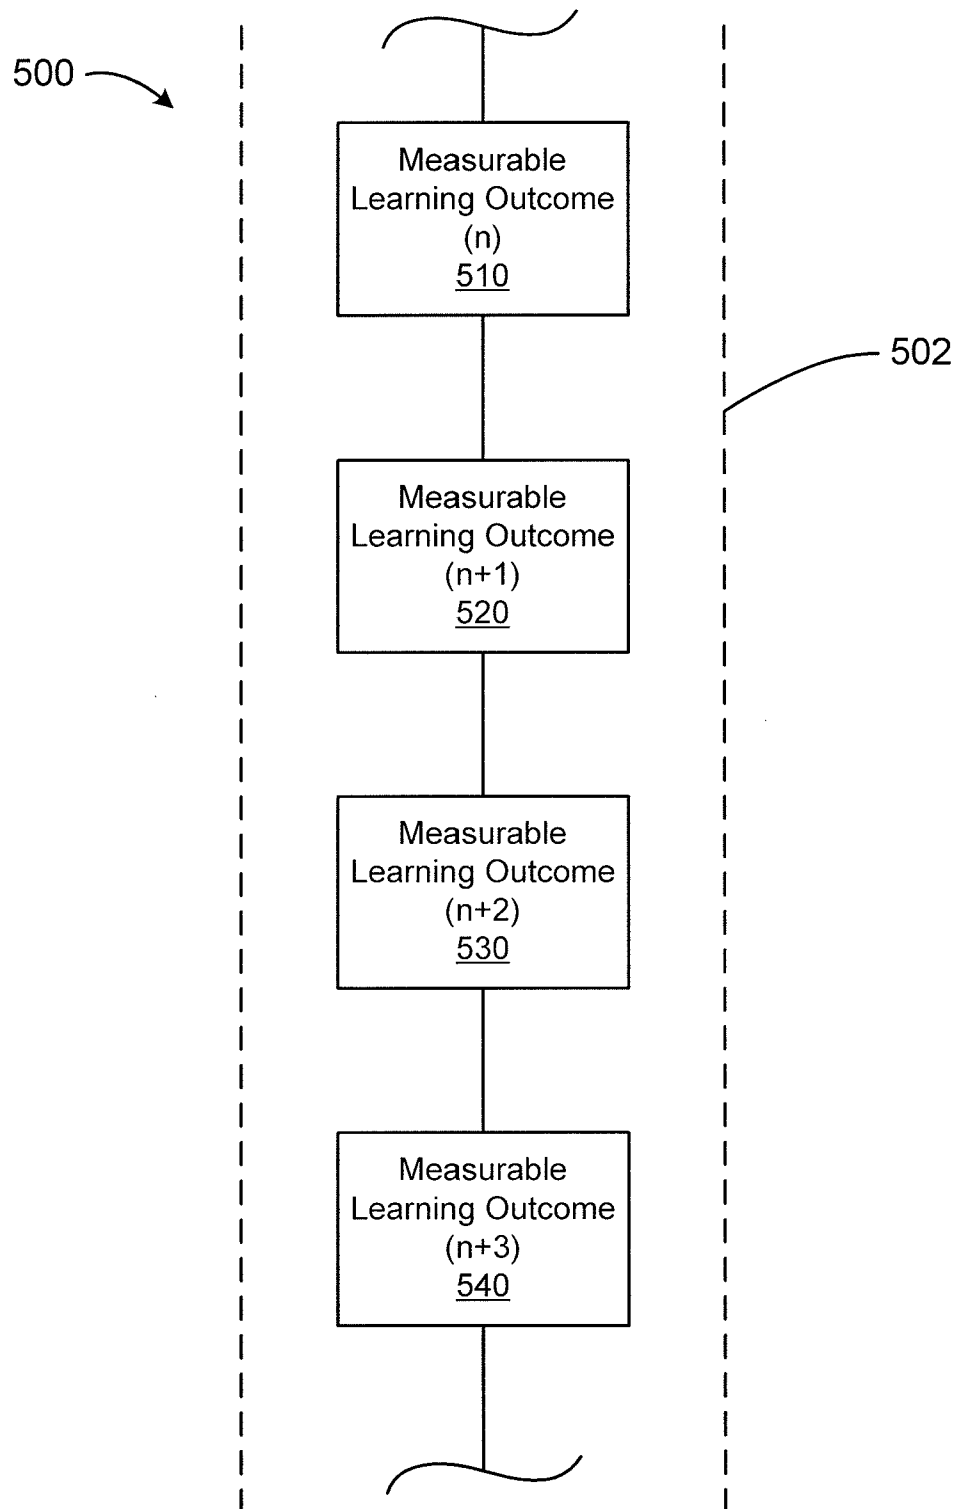 500
Measurable
Learning Outcome
(n)
510
502
Measurable
Learning Outcome
(n+1)
520
Measurable
Learning Outcome
(n+2)
530
Measurable
Learning Outcome
(n+3)
540